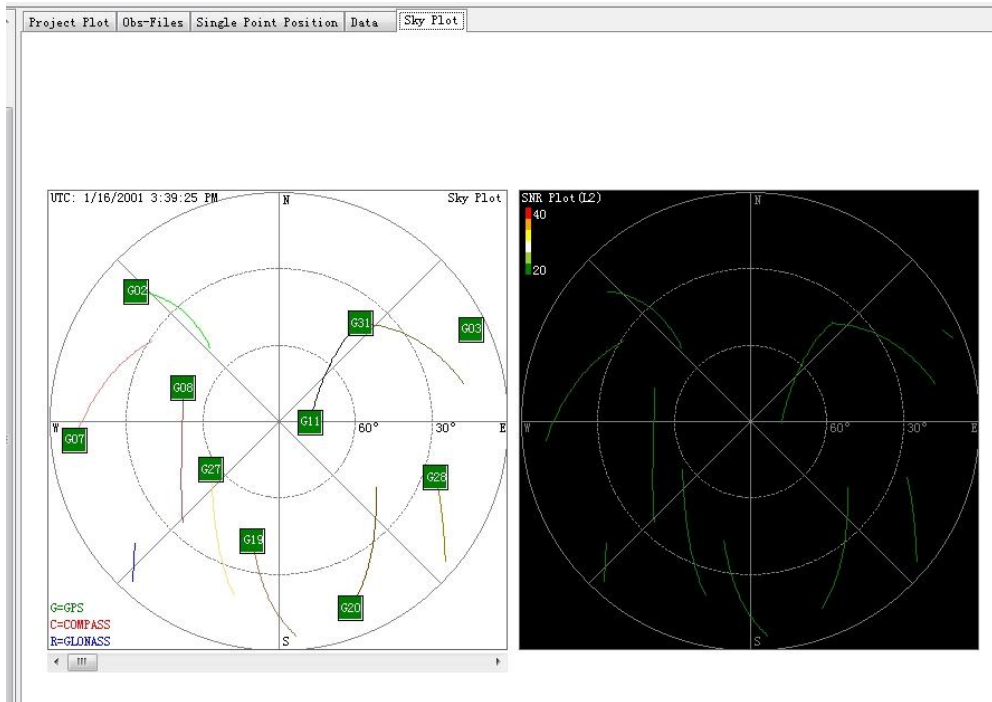 Project Plot Obs-Files Single Point Position Data Sky Plot
UTC: 1/16/2001 3:39:25 PM
N
Sky Plot
G02
G31
G03
G08
W
G07
G11
60°
30°
E
G27
G28
G19
G20
S
G=GPS
C=COMPASS
R=GLONASS
SNR Plot(L2)
40
20
N
W
60°
30°
E
S